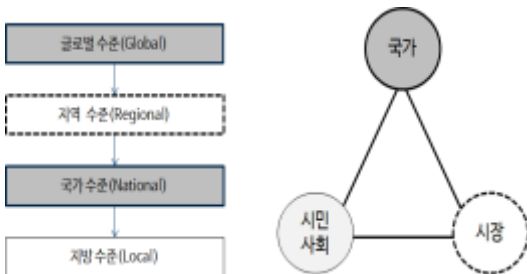 글로벌 수준(Global)
지역 수준(Regional)
국가 수준(National)
지방 수준(Local)
국가
시민
사회
시장